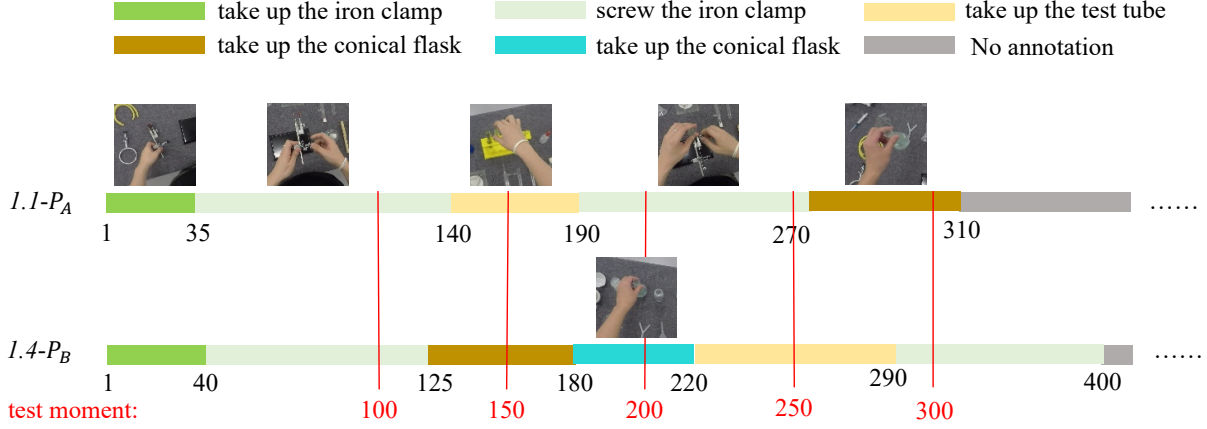 take up the iron clamp screw the iron clamp take up the test tube
take up the conical flask take up the conical flask No annotation
1.1-P_A ......
1 35 140 190 270 310
1.4-P_B ......
1 40 125 180 220 290 400
test moment: 100 150 200 250 300